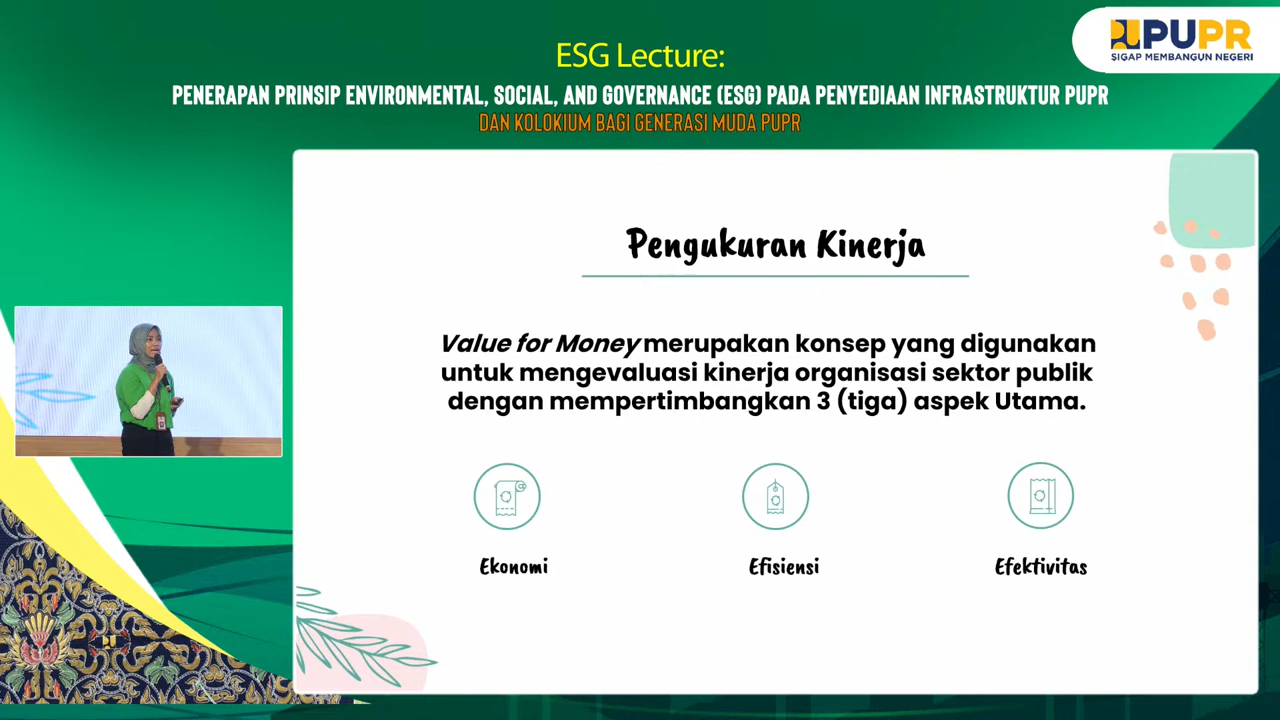 PUPR
SIGAP MEMBANGUN NEGERI
ESG Lecture:
PENERAPAN PRINSIP ENVIRONMENTAL, SOCIAL, AND GOVERNANCE (ESG) PADA PENYEDIAAN INFRASTRUKTUR PUPR
DAN KOLOKIUM BAGI GENERASI MUDA PUPR
Pengukuran Kinerja
Value for Money merupakan konsep yang digunakan
untuk mengevaluasi kinerja organisasi sektor publik
dengan mempertimbangkan 3 (tiga) aspek Utama.
Ekonomi
Efisiensi
Efektivitas